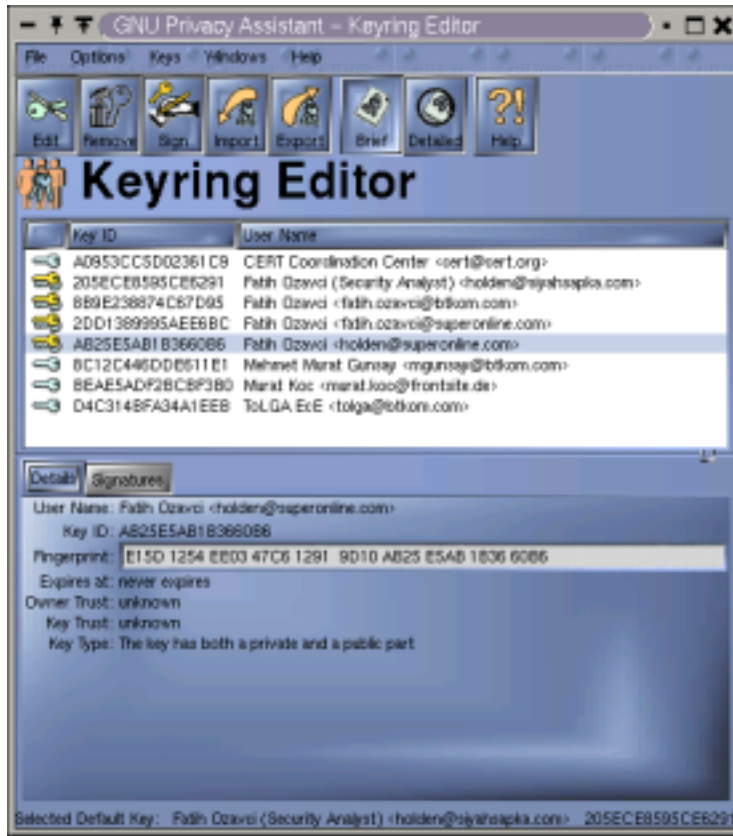 GNU Privacy Assistant – Keyring Editor
File Options Keys Windows Help
Edit Remove Sign Import Export Brief Detailed Help
Keyring Editor
Key ID User Name
A0953CC5D02361C9 CERT Coordination Center <cert@cert.org>
205ECE8595CE6291 Fatih Ozavci (Security Analyst) <holden@siyahsapka.com>
8B9E238874C67D95 Fatih Ozavci <fatih.ozavci@btkom.com>
2DD1389995AEE6BC Fatih Ozavci <fatih.ozavci@superonline.com>
AB25E5AB183660B6 Fatih Ozavci <holden@superonline.com>
8C12C446DDE611E1 Mehmet Murat Gunsay <mgunsay@btkom.com>
BEAE5ADF2BCBF3B0 Murat Koc <murat.koc@frontsite.de>
D4C314BFA34A1EEB ToLGA EcE <tolga@btkom.com>
Details Signatures
User Name: Fatih Ozavci <holden@superonline.com>
Key ID: AB25E5AB183660B6
Fingerprint: E15D 1254 EE03 47C6 1291 9D10 AB25 E5AB 1836 60B6
Expires at: never expires
Owner Trust: unknown
Key Trust: unknown
Key Type: The key has both a private and a public part
Selected Default Key: Fatih Ozavci (Security Analyst) <holden@siyahsapka.com> 205ECE8595CE6291